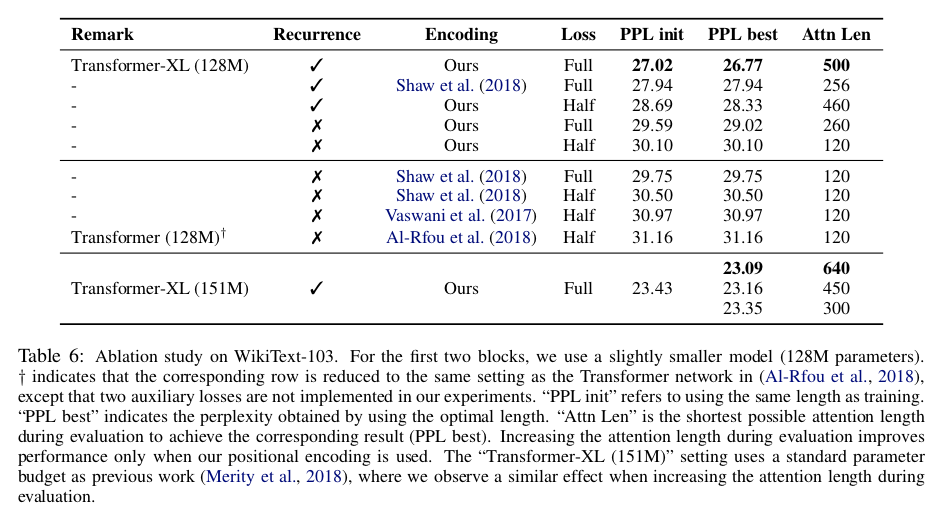 Remark Recurrence Encoding Loss PPL init PPL best Attn Len
Transformer-XL (128M) ✓ Ours Full 27.02 26.77 500
- ✓ Shaw et al. (2018) Full 27.94 27.94 256
- ✓ Ours Half 28.69 28.33 460
- ✗ Ours Full 29.59 29.02 260
- ✗ Ours Half 30.10 30.10 120
- ✗ Shaw et al. (2018) Full 29.75 29.75 120
- ✗ Shaw et al. (2018) Half 30.50 30.50 120
- ✗ Vaswani et al. (2017) Half 30.97 30.97 120
Transformer (128M)† ✗ Al-Rfou et al. (2018) Half 31.16 31.16 120
23.09 640
Transformer-XL (151M) ✓ Ours Full 23.43 23.16 450
23.35 300
Table 6: Ablation study on WikiText-103. For the first two blocks, we use a slightly smaller model (128M parameters).
† indicates that the corresponding row is reduced to the same setting as the Transformer network in (Al-Rfou et al., 2018),
except that two auxiliary losses are not implemented in our experiments. “PPL init” refers to using the same length as training.
“PPL best” indicates the perplexity obtained by using the optimal length. “Attn Len” is the shortest possible attention length
during evaluation to achieve the corresponding result (PPL best). Increasing the attention length during evaluation improves
performance only when our positional encoding is used. The “Transformer-XL (151M)” setting uses a standard parameter
budget as previous work (Merity et al., 2018), where we observe a similar effect when increasing the attention length during
evaluation.